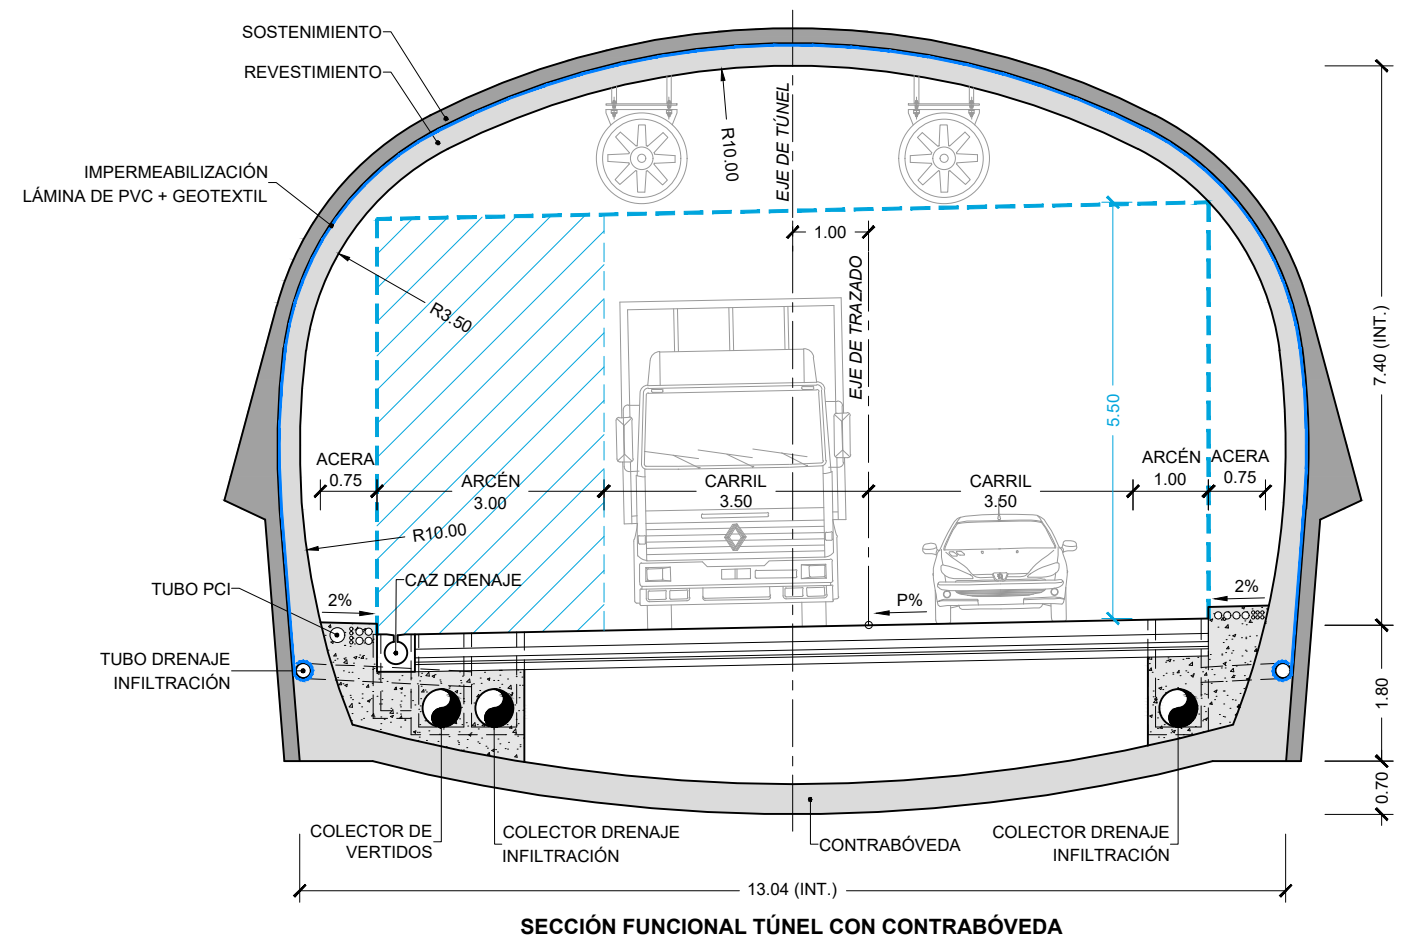 SOSTENIMIENTO
REVESTIMIENTO
IMPERMEABILIZACIÓN
LÁMINA DE PVC + GEOTEXTIL
R10.00
EJE DE TÚNEL
1.00
EJE DE TRAZADO
R3.50
5.50
7.40 (INT.)
ACERA
0.75
ARCÉN
3.00
CARRIL
3.50
CARRIL
3.50
ARCÉN
1.00
ACERA
0.75
R10.00
CAZ DRENAJE
TUBO PCI
2%
P%
2%
TUBO DRENAJE
INFILTRACIÓN
1.80
0.70
COLECTOR DE
VERTIDOS
COLECTOR DRENAJE
INFILTRACIÓN
CONTRABÓVEDA
COLECTOR DRENAJE
INFILTRACIÓN
13.04 (INT.)
SECCIÓN FUNCIONAL TÚNEL CON CONTRABÓVEDA